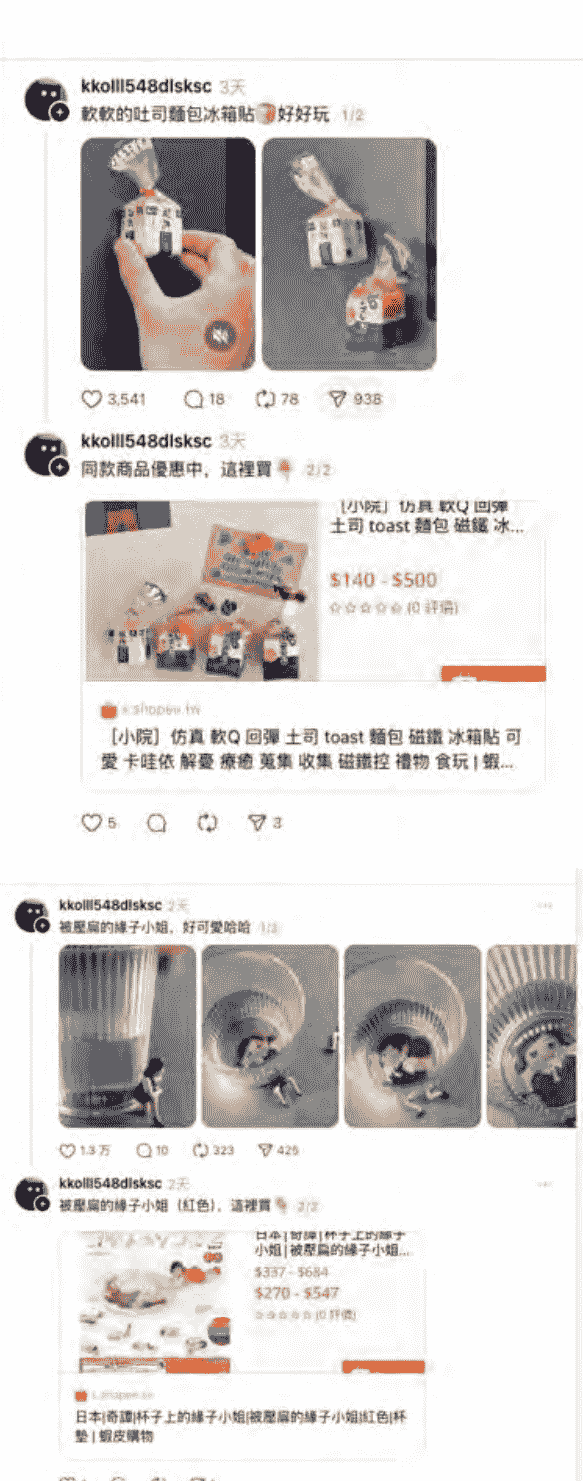 kkolll548dlsksc 3天
軟軟的吐司麵包冰箱貼 好好玩 1/2
3,541 18 78 938
kkolll548dlsksc 3天
同款商品優惠中，這裡買 2/2
［小院］仿真 軟Q 回彈
土司 toast 麵包 磁鐵 冰...
$140 - $500
☆☆☆☆☆ (0 評價)
［小院］仿真 軟Q 回彈 土司 toast 麵包 磁鐵 冰箱貼 可
愛 卡哇依 解憂 療癒 蒐集 收集 磁鐵控 禮物 食玩 | 蝦...
5 3
kkolll548dlsksc 2天
被壓扁的緣子小姐，好可愛哈哈
1.3 萬 10 323 425
kkolll548dlsksc 2天
被壓扁的緣子小姐（紅色），這裡買 2/2
日本|奇譚|杯子上的緣子
小姐|被壓扁的緣子小姐...
$337 - $684
$270 - $547
☆☆☆☆☆ (0 評價)
日本|奇譚|杯子上的緣子小姐|被壓扁的緣子小姐|紅色|杯
墊 | 蝦皮購物